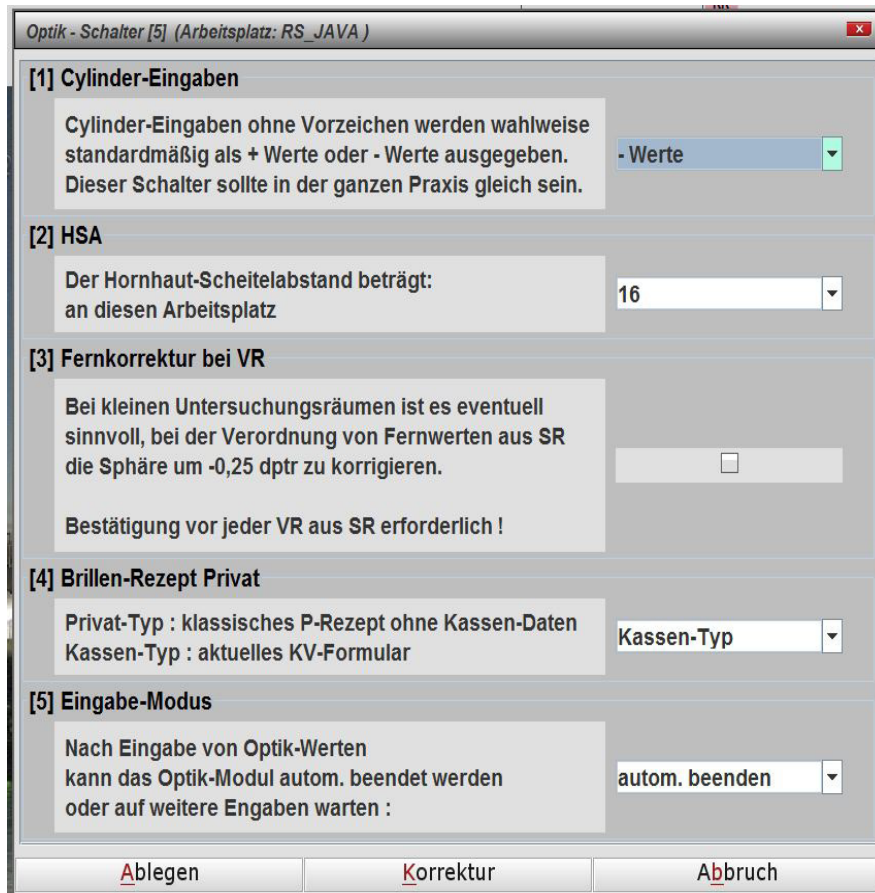 Optik - Schalter [5] (Arbeitsplatz: RS_JAVA )
[1] Cylinder-Eingaben
Cylinder-Eingaben ohne Vorzeichen werden wahlweise
standardmäßig als + Werte oder - Werte ausgegeben.
Dieser Schalter sollte in der ganzen Praxis gleich sein.
- Werte
[2] HSA
Der Hornhaut-Scheitelabstand beträgt:
an diesen Arbeitsplatz
16
[3] Fernkorrektur bei VR
Bei kleinen Untersuchungsräumen ist es eventuell
sinnvoll, bei der Verordnung von Fernwerten aus SR
die Sphäre um -0,25 dptr zu korrigieren.
Bestätigung vor jeder VR aus SR erforderlich !
[4] Brillen-Rezept Privat
Privat-Typ : klassisches P-Rezept ohne Kassen-Daten
Kassen-Typ : aktuelles KV-Formular
Kassen-Typ
[5] Eingabe-Modus
Nach Eingabe von Optik-Werten
kann das Optik-Modul autom. beendet werden
oder auf weitere Engaben warten :
autom. beenden
Ablegen
Korrektur
Abbruch